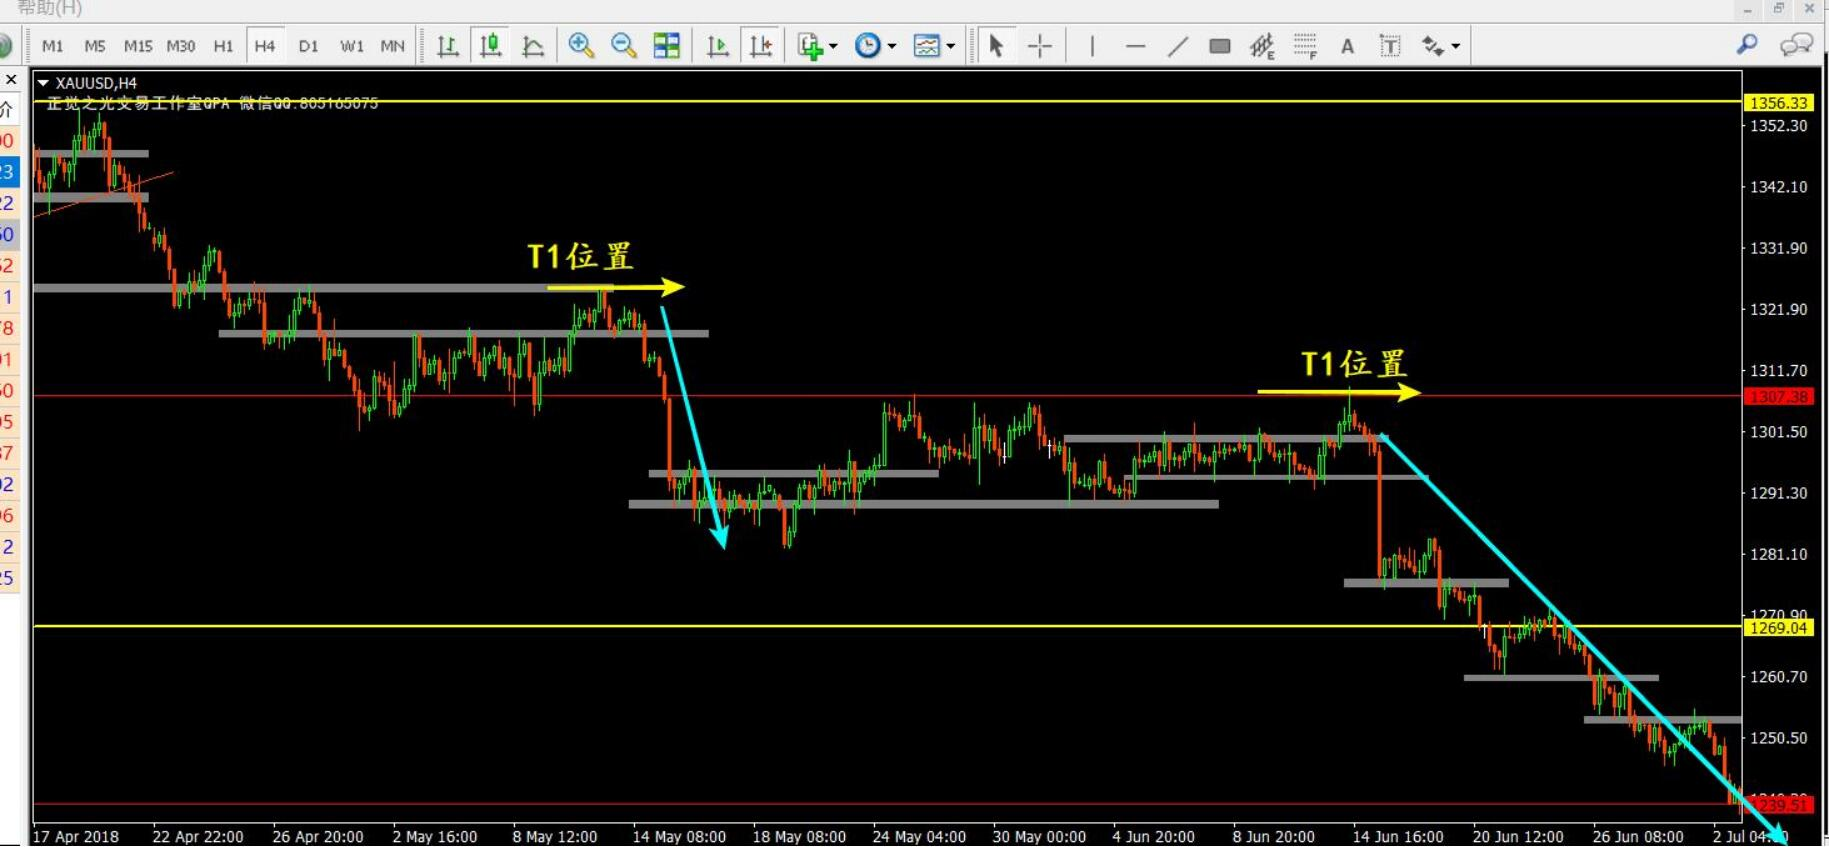 帮助(H)
M1 M5 M15 M30 H1 H4 D1 W1 MN
E F A T
XAUUSD,H4
正觉之光交易工作室QPA 微信QQ:805165075
介
T1位置
T1位置
1356.33
1352.30
1342.10
1331.90
1321.90
1311.70
1307.38
1301.50
1291.30
1281.10
1270.90
1269.04
1260.70
1250.50
1239.51
17 Apr 2018 22 Apr 22:00 26 Apr 20:00 2 May 16:00 8 May 12:00 14 May 08:00 18 May 08:00 24 May 04:00 30 May 00:00 4 Jun 20:00 8 Jun 20:00 14 Jun 16:00 20 Jun 12:00 26 Jun 08:00 2 Jul 04:00